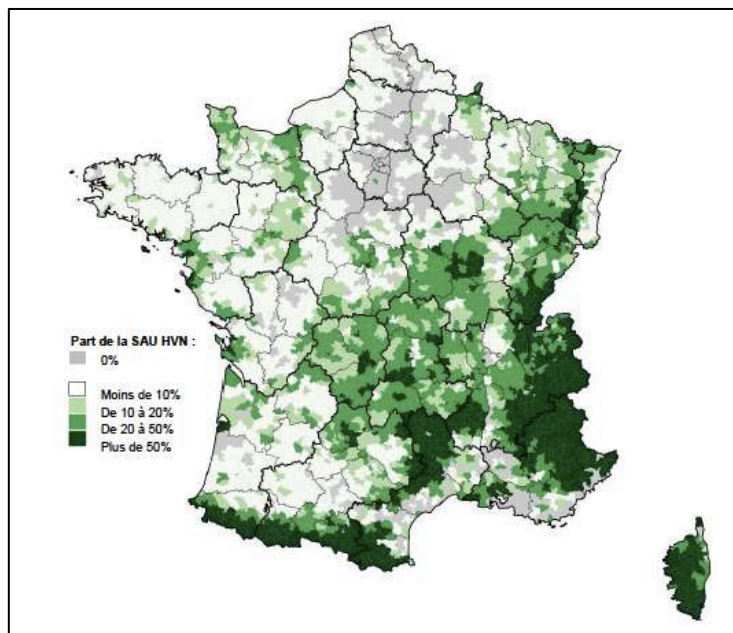 Part de la SAU HVN :
0%
Moins de 10%
De 10 à 20%
De 20 à 50%
Plus de 50%